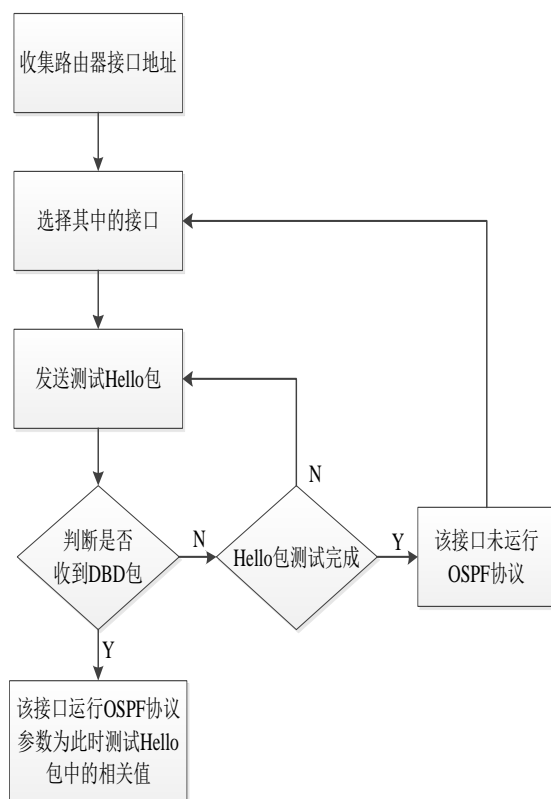 收集路由器接口地址
选择其中的接口
发送测试Hello包
N
判断是否
收到DBD包
N
Hello包测试完成
Y
该接口未运行
OSPF协议
Y
该接口运行OSPF协议
参数为此时测试Hello
包中的相关值